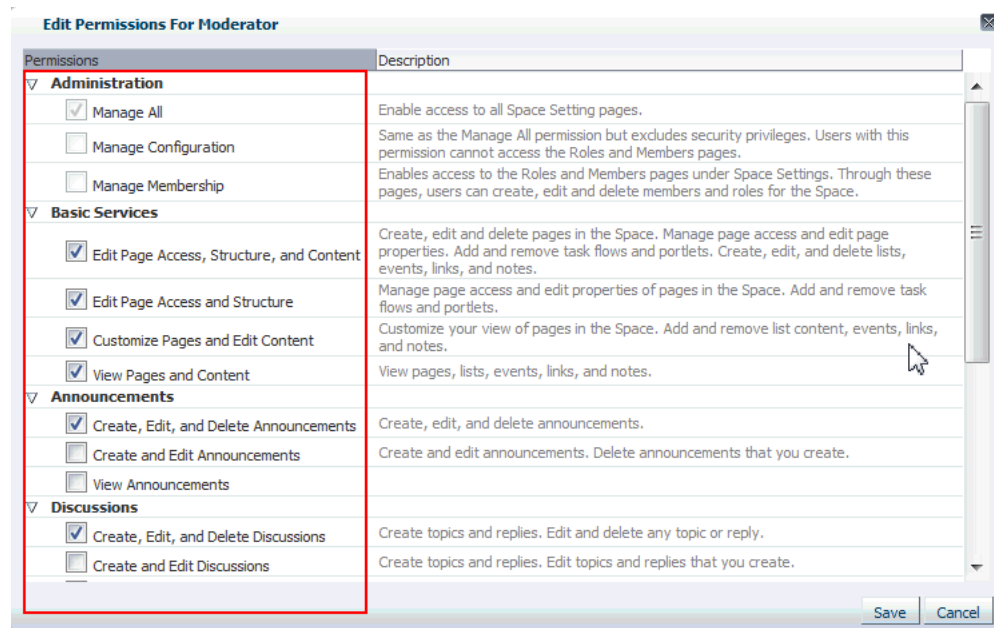 Edit Permissions For Moderator
Permissions
Description
Administration
Manage All
Enable access to all Space Setting pages.
Manage Configuration
Same as the Manage All permission but excludes security privileges. Users with this
permission cannot access the Roles and Members pages.
Manage Membership
Enables access to the Roles and Members pages under Space Settings. Through these
pages, users can create, edit and delete members and roles for the Space.
Basic Services
Edit Page Access, Structure, and Content
Create, edit and delete pages in the Space. Manage page access and edit page
properties. Add and remove task flows and portlets. Create, edit, and delete lists,
events, links, and notes.
Edit Page Access and Structure
Manage page access and edit properties of pages in the Space. Add and remove task
flows and portlets.
Customize Pages and Edit Content
Customize your view of pages in the Space. Add and remove list content, events, links,
and notes.
View Pages and Content
View pages, lists, events, links, and notes.
Announcements
Create, Edit, and Delete Announcements
Create, edit, and delete announcements.
Create and Edit Announcements
Create and edit announcements. Delete announcements that you create.
View Announcements
Discussions
Create, Edit, and Delete Discussions
Create topics and replies. Edit and delete any topic or reply.
Create and Edit Discussions
Create topics and replies. Edit topics and replies that you create.
Save
Cancel